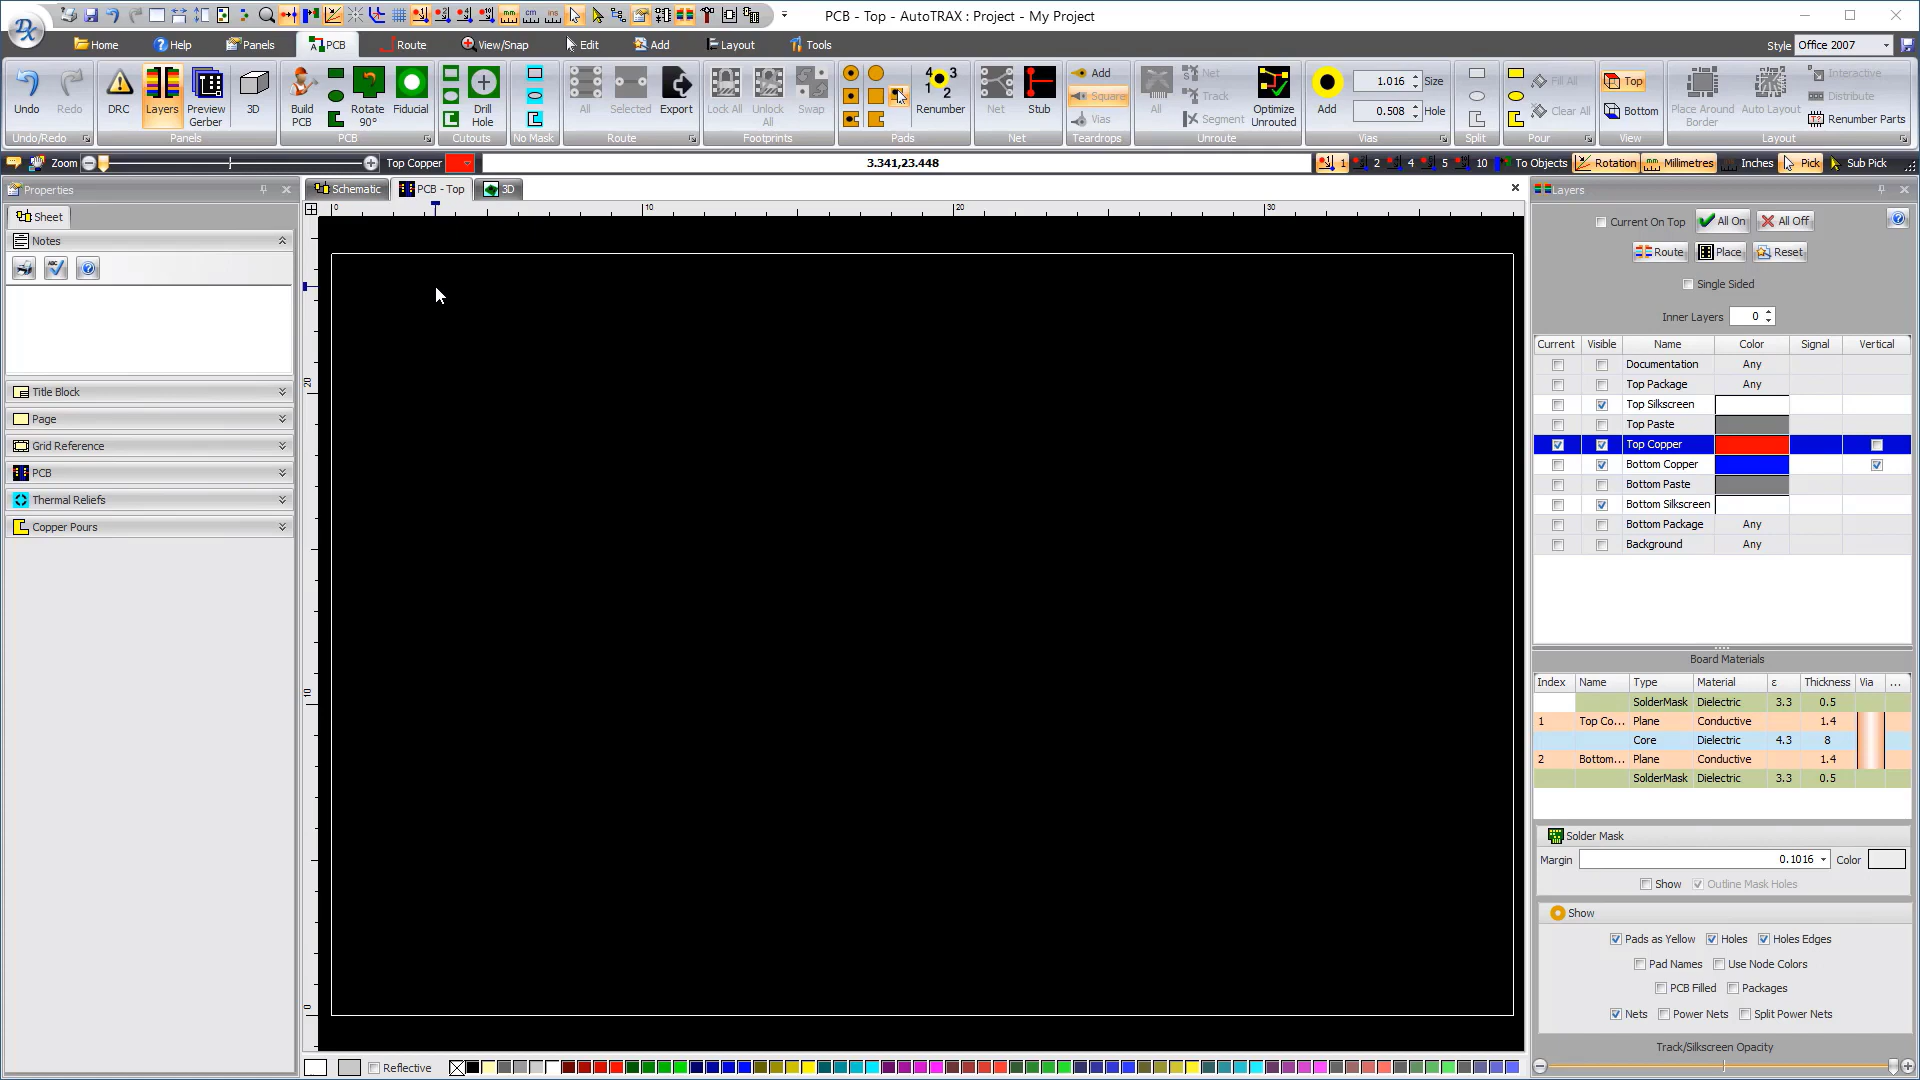 PCB - Top - AutoTRAX : Project - My Project
Home Help Panels PCB Route View/Snap Edit Add Layout Tools Style Office 2007
Undo Redo DRC Layers Preview Gerber 3D Build PCB Rotate 90° Fiducial Drill Hole All Selected Export Lock All Unlock All Swap Renumber Net Stub
Add
Square
Vias
All
Net
Track
Segment
Optimize Unrouted
Add
1.016 Size
0.508 Hole
Fill All
Clear All
Top
Bottom
Place Around Border
Auto Layout
Interactive
Distribute
Renumber Parts
Undo/Redo Panels PCB Cutouts No Mask Route Footprints Pads Net Teardrops Unroute Vias Split Pour View Layout
Zoom Top Copper 3.341,23.448 1 2 4 5 10 To Objects Rotation Millimetres Inches Pick Sub Pick
Properties
Sheet
Notes
ABC
Title Block
Page
Grid Reference
PCB
Thermal Reliefs
Copper Pours
Schematic PCB - Top 3D
0 10 20 30
20
10
0
Reflective
Layers
Current On Top All On All Off
Route Place Reset
Single Sided
Inner Layers 0
Current Visible Name Color Signal Vertical
Documentation Any
Top Package Any
Top Silkscreen
Top Paste
Top Copper
Bottom Copper
Bottom Paste
Bottom Silkscreen
Bottom Package Any
Background Any
Board Materials
Index Name Type Material ε Thickness Via ...
SolderMask Dielectric 3.3 0.5
1 Top Co... Plane Conductive 1.4
Core Dielectric 4.3 8
2 Bottom... Plane Conductive 1.4
SolderMask Dielectric 3.3 0.5
Solder Mask
Margin 0.1016 Color
Show Outline Mask Holes
Show
Pads as Yellow Holes Holes Edges
Pad Names Use Node Colors
PCB Filled Packages
Nets Power Nets Split Power Nets
Track/Silkscreen Opacity